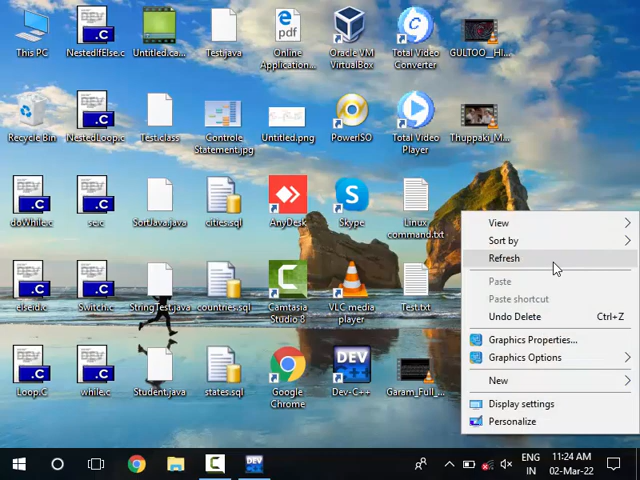 This PC
NestedIfElse.c
Untitled.ca...
Test.java
Online
Application...
Oracle VM
VirtualBox
Total Video
Converter
GULTOO_HI...
Recycle Bin
NestedLoop.c
Test.class
Controle
Statement.jpg
Untitled.png
PowerISO
Total Video
Player
Thuppaki_M...
doWhile.c
se.c
SortJava.java
cities.sql
AnyDesk
Skype
Linux
command.txt
elseid.c
Switch.c
StringTest.java
countries.sql
Camtasia
Studio 8
VLC media
player
Test.txt
Loop.C
while.c
Student.java
states.sql
Google
Chrome
Dev-C++
Garam_Full_...
View
Sort by
Refresh
Paste
Paste shortcut
Undo Delete Ctrl+Z
Graphics Properties...
Graphics Options
New
Display settings
Personalize
ENG
IN
11:24 AM
02-Mar-22